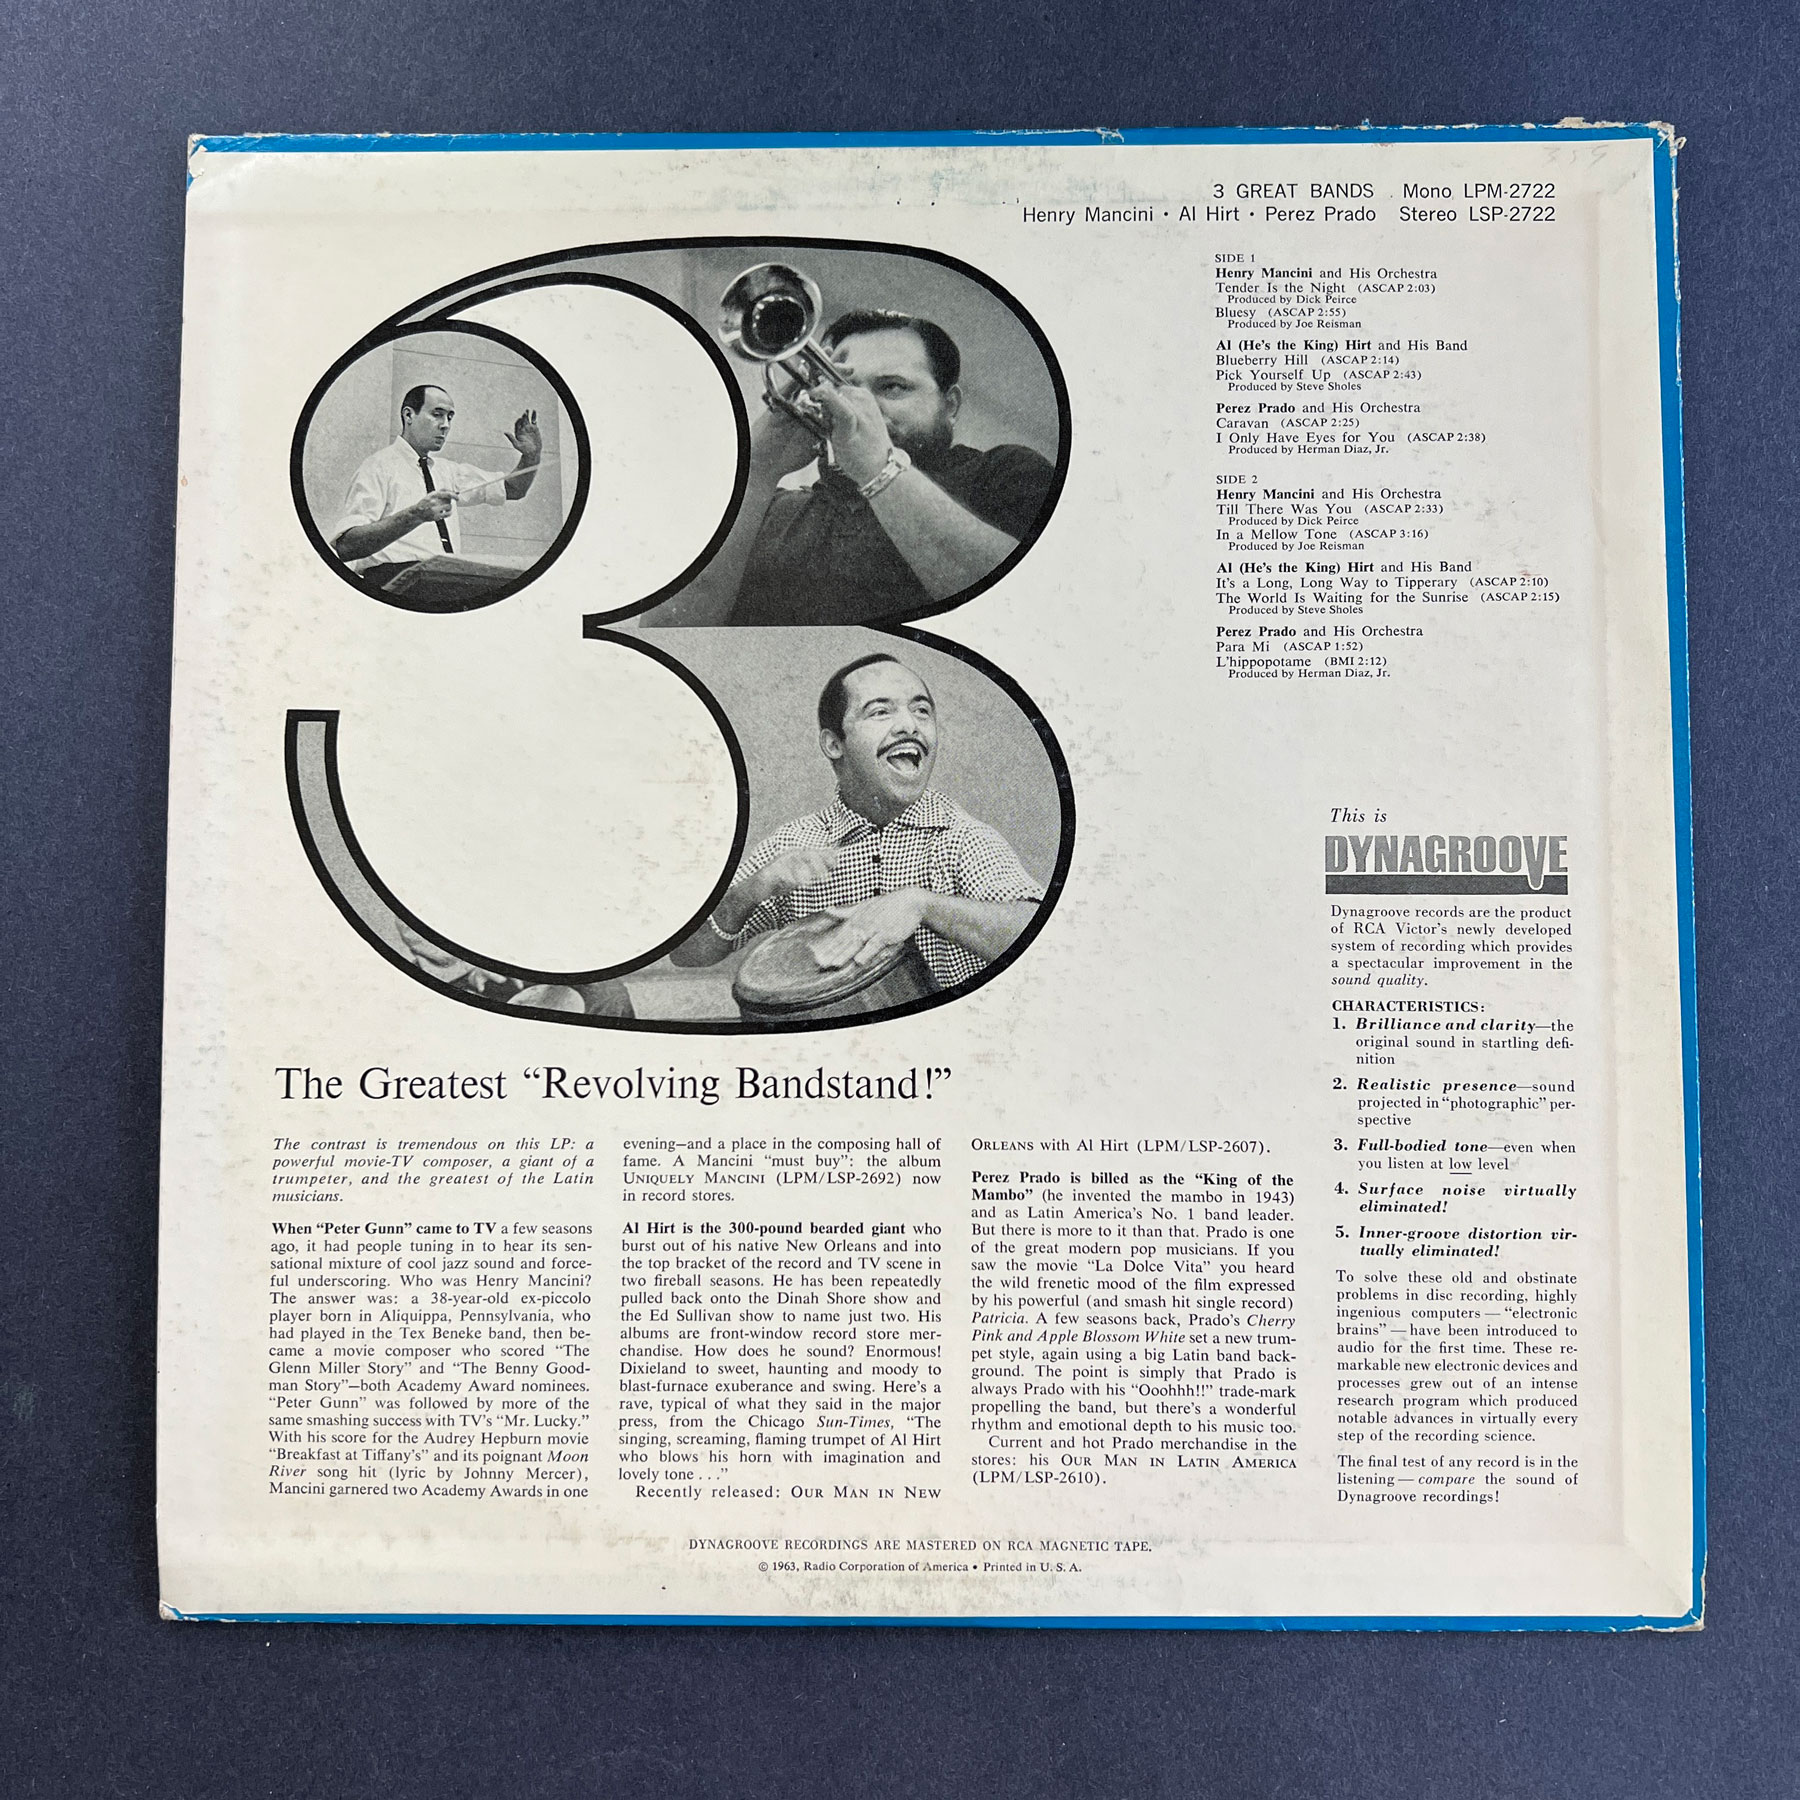 3 GREAT BANDS Mono LPM-2722
Henry Mancini • Al Hirt • Perez Prado Stereo LSP-2722
SIDE 1
Henry Mancini and His Orchestra
Tender Is the Night (ASCAP 2:03)
Produced by Dick Peirce
Bluesy (ASCAP 2:55)
Produced by Joe Reisman
Al (He's the King) Hirt and His Band
Blueberry Hill (ASCAP 2:14)
Pick Yourself Up (ASCAP 2:43)
Produced by Steve Sholes
Perez Prado and His Orchestra
Caravan (ASCAP 2:25)
I Only Have Eyes for You (ASCAP 2:38)
Produced by Herman Diaz, Jr.
SIDE 2
Henry Mancini and His Orchestra
Till There Was You (ASCAP 2:33)
Produced by Dick Peirce
In a Mellow Tone (ASCAP 3:16)
Produced by Joe Reisman
Al (He's the King) Hirt and His Band
It's a Long, Long Way to Tipperary (ASCAP 2:10)
The World Is Waiting for the Sunrise (ASCAP 2:15)
Produced by Steve Sholes
Perez Prado and His Orchestra
Para Mi (ASCAP 1:52)
L'hippopotame (BMI 2:12)
Produced by Herman Diaz, Jr.
3
The Greatest “Revolving Bandstand!”
The contrast is tremendous on this LP: a
powerful movie-TV composer, a giant of a
trumpeter, and the greatest of the Latin
musicians.
When “Peter Gunn” came to TV a few seasons
ago, it had people tuning in to hear its sen-
sational mixture of cool jazz sound and force-
ful underscoring. Who was Henry Mancini?
The answer was: a 38-year-old ex-piccolo
player born in Aliquippa, Pennsylvania, who
had played in the Tex Beneke band, then be-
came a movie composer who scored “The
Glenn Miller Story” and “The Benny Good-
man Story”—both Academy Award nominees.
“Peter Gunn” was followed by more of the
same smashing success with TV's “Mr. Lucky.”
With his score for the Audrey Hepburn movie
“Breakfast at Tiffany's” and its poignant Moon
River song hit (lyric by Johnny Mercer),
Mancini garnered two Academy Awards in one
evening—and a place in the composing hall of
fame. A Mancini “must buy”: the album
UNIQUELY MANCINI (LPM/LSP-2692) now
in record stores.
Al Hirt is the 300-pound bearded giant who
burst out of his native New Orleans and into
the top bracket of the record and TV scene in
two fireball seasons. He has been repeatedly
pulled back onto the Dinah Shore show and
the Ed Sullivan show to name just two. His
albums are front-window record store mer-
chandise. How does he sound? Enormous!
Dixieland to sweet, haunting and moody to
blast-furnace exuberance and swing. Here's a
rave, typical of what they said in the major
press, from the Chicago Sun-Times, “The
singing, screaming, flaming trumpet of Al Hirt
who blows his horn with imagination and
lovely tone . . .”
Recently released: OUR MAN IN NEW
ORLEANS with Al Hirt (LPM/LSP-2607).
Perez Prado is billed as the “King of the
Mambo” (he invented the mambo in 1943)
and as Latin America's No. 1 band leader.
But there is more to it than that. Prado is one
of the great modern pop musicians. If you
saw the movie “La Dolce Vita” you heard
the wild frenetic mood of the film expressed
by his powerful (and smash hit single record)
Patricia. A few seasons back, Prado's Cherry
Pink and Apple Blossom White set a new trum-
pet style, again using a big Latin band back-
ground. The point is simply that Prado is
always Prado with his “Ooohhh!!” trade-mark
propelling the band, but there's a wonderful
rhythm and emotional depth to his music too.
Current and hot Prado merchandise in the
stores: his OUR MAN IN LATIN AMERICA
(LPM/LSP-2610).
This is
DYNAGROOVE
Dynagroove records are the product
of RCA Victor's newly developed
system of recording which provides
a spectacular improvement in the
sound quality.
CHARACTERISTICS:
1. Brilliance and clarity—the
original sound in startling defi-
nition
2. Realistic presence—sound
projected in “photographic” per-
spective
3. Full-bodied tone—even when
you listen at low level
4. Surface noise virtually
eliminated!
5. Inner-groove distortion vir-
tually eliminated!
To solve these old and obstinate
problems in disc recording, highly
ingenious computers — “electronic
brains” — have been introduced to
audio for the first time. These re-
markable new electronic devices and
processes grew out of an intense
research program which produced
notable advances in virtually every
step of the recording science.
The final test of any record is in the
listening — compare the sound of
Dynagroove recordings!
DYNAGROOVE RECORDINGS ARE MASTERED ON RCA MAGNETIC TAPE.
© 1963, Radio Corporation of America • Printed in U. S. A.